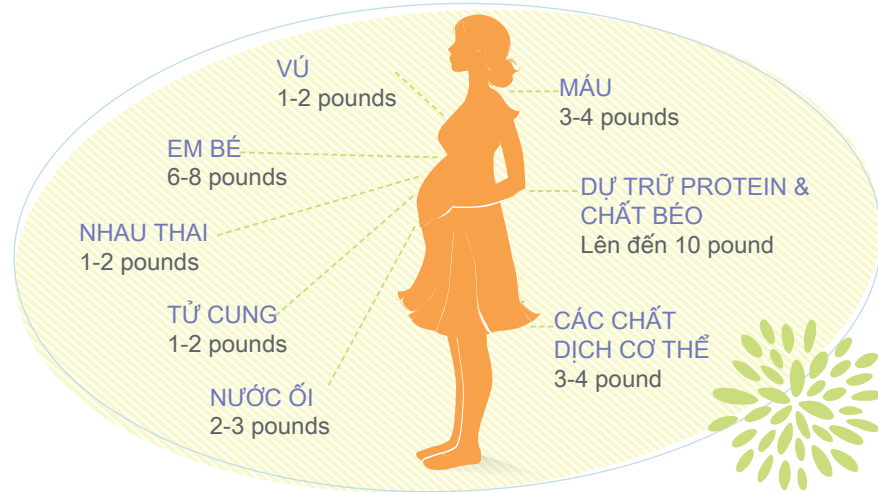 VÚ
1-2 pounds
EM BÉ
6-8 pounds
NHAU THAI
1-2 pounds
TỬ CUNG
1-2 pounds
NƯỚC ỐI
2-3 pounds
MÁU
3-4 pounds
DỰ TRỮ PROTEIN &
CHẤT BÉO
Lên đến 10 pound
CÁC CHẤT
DỊCH CƠ THỂ
3-4 pound